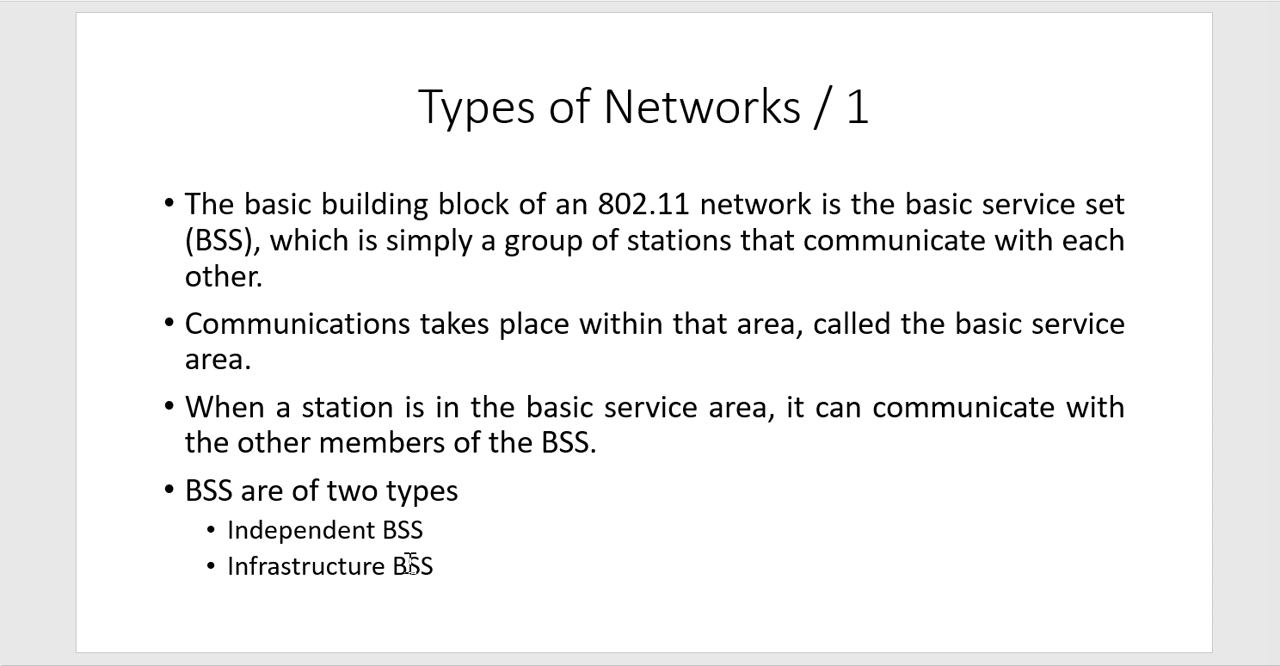 Types of Networks / 1
• The basic building block of an 802.11 network is the basic service set
(BSS), which is simply a group of stations that communicate with each
other.
• Communications takes place within that area, called the basic service
area.
• When a station is in the basic service area, it can communicate with
the other members of the BSS.
• BSS are of two types
• Independent BSS
• Infrastructure BSS